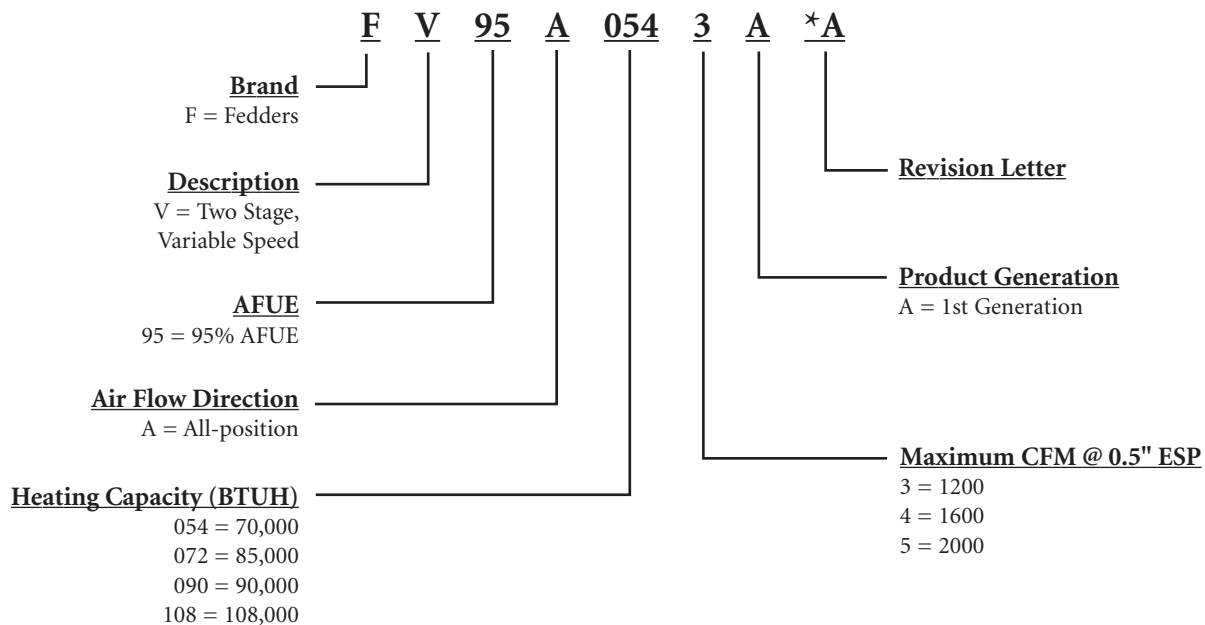 F V 95 A 054 3 A *A
Brand
F = Fedders
Description
V = Two Stage,
Variable Speed
AFUE
95 = 95% AFUE
Air Flow Direction
A = All-position
Heating Capacity (BTUH)
054 = 70,000
072 = 85,000
090 = 90,000
108 = 108,000
Revision Letter
Product Generation
A = 1st Generation
Maximum CFM @ 0.5" ESP
3 = 1200
4 = 1600
5 = 2000